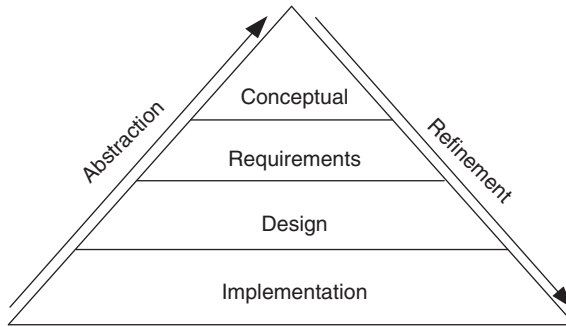 Conceptual
Abstraction
Refinement
Requirements
Design
Implementation